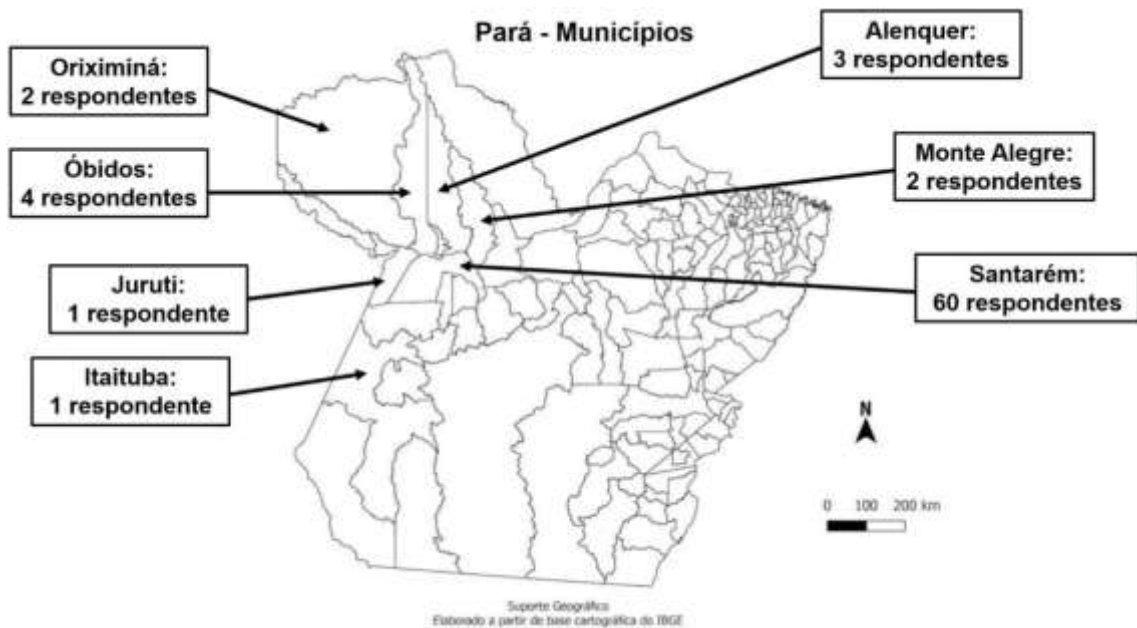 Pará - Municípios
Oriximiná:
2 respondentes
Óbidos:
4 respondentes
Juruti:
1 respondente
Itaituba:
1 respondente
Alenquer:
3 respondentes
Monte Alegre:
2 respondentes
Santarém:
60 respondentes
N
0 100 200 km
Suporte Geográfico
Elaborado a partir de base cartográfica do IBGE